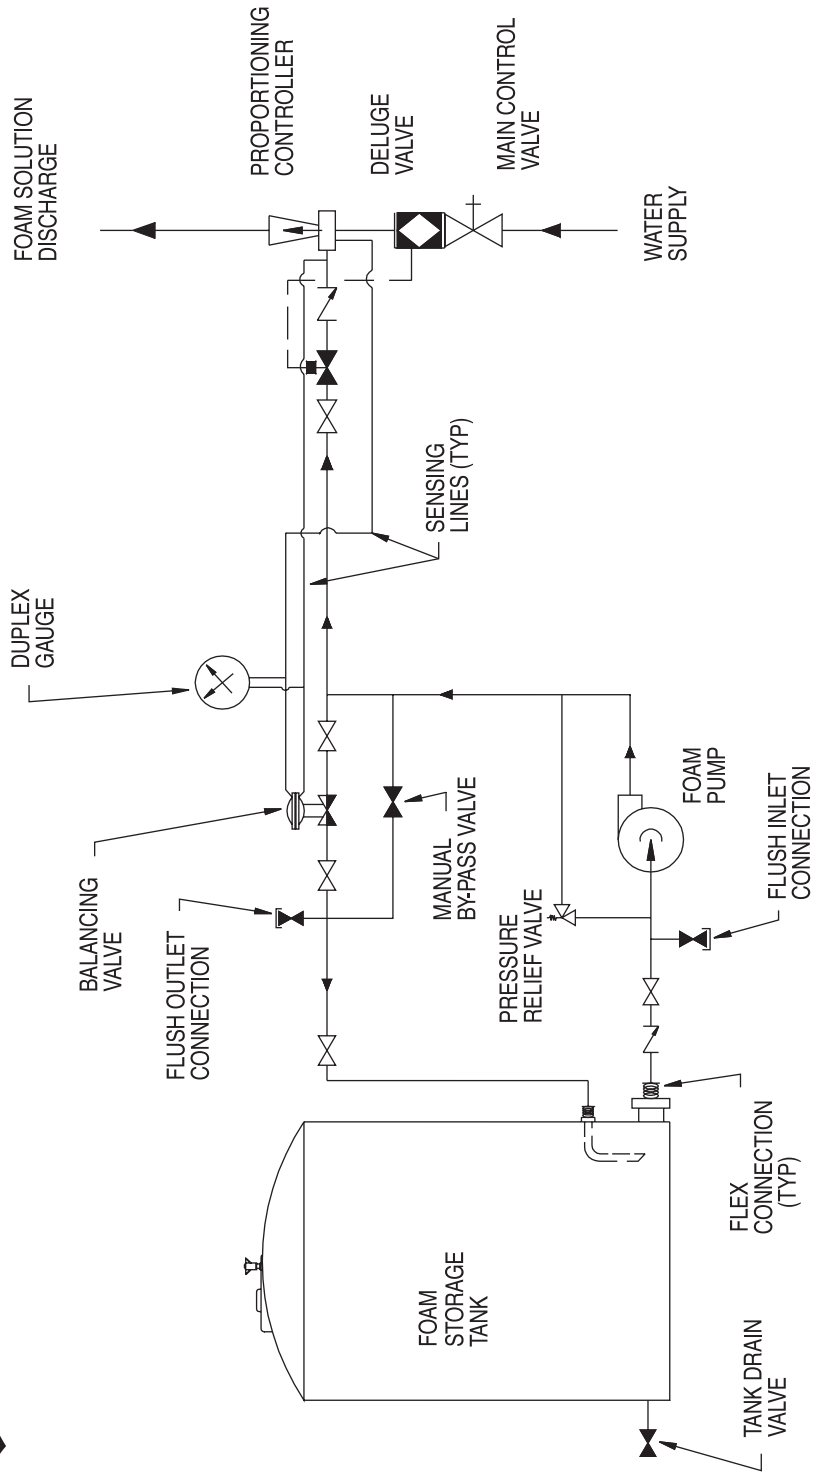 FOAM SOLUTION
DISCHARGE
PROPORTIONING
CONTROLLER
DELUGE
VALVE
MAIN CONTROL
VALVE
WATER
SUPPLY
SENSING
LINES (TYP)
DUPLEX
GAUGE
BALANCING
VALVE
FLUSH OUTLET
CONNECTION
MANUAL
BY-PASS VALVE
PRESSURE
RELIEF VALVE
FOAM
PUMP
FLUSH INLET
CONNECTION
FLEX
CONNECTION
(TYP)
FOAM
STORAGE
TANK
TANK DRAIN
VALVE